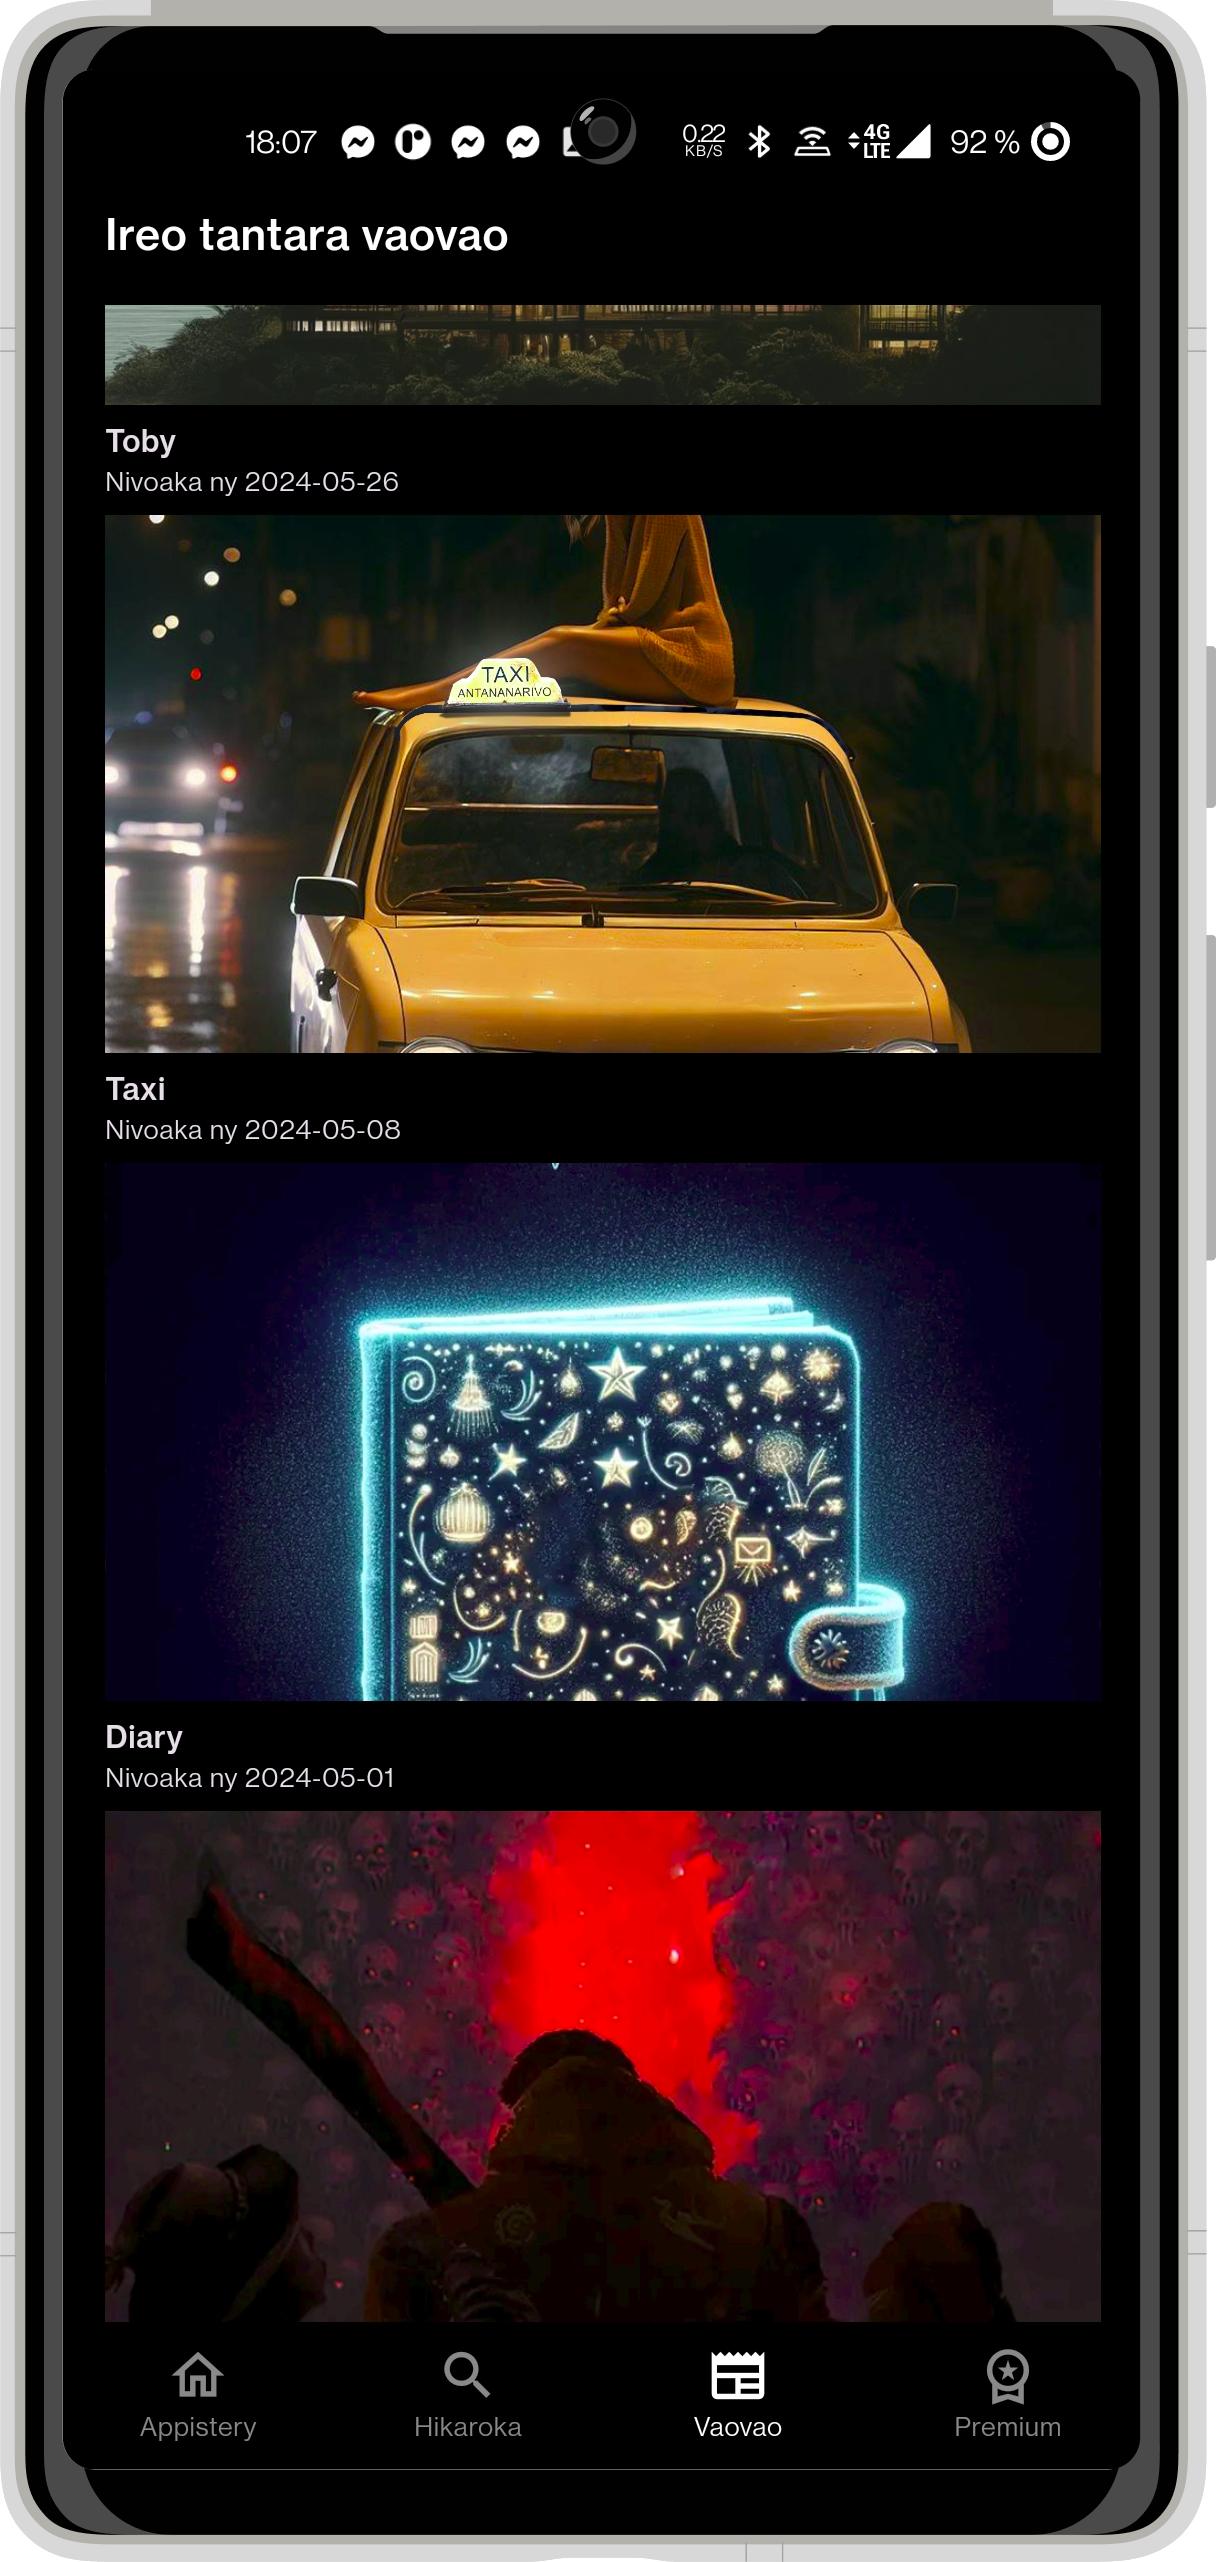 18:07
0.22
KB/S
4G
LTE
92 %
Ireo tantara vaovao
Toby
Nivoaka ny 2024-05-26
TAXI
ANTANANARIVO
Taxi
Nivoaka ny 2024-05-08
Diary
Nivoaka ny 2024-05-01
Appistery
Hikaroka
Vaovao
Premium